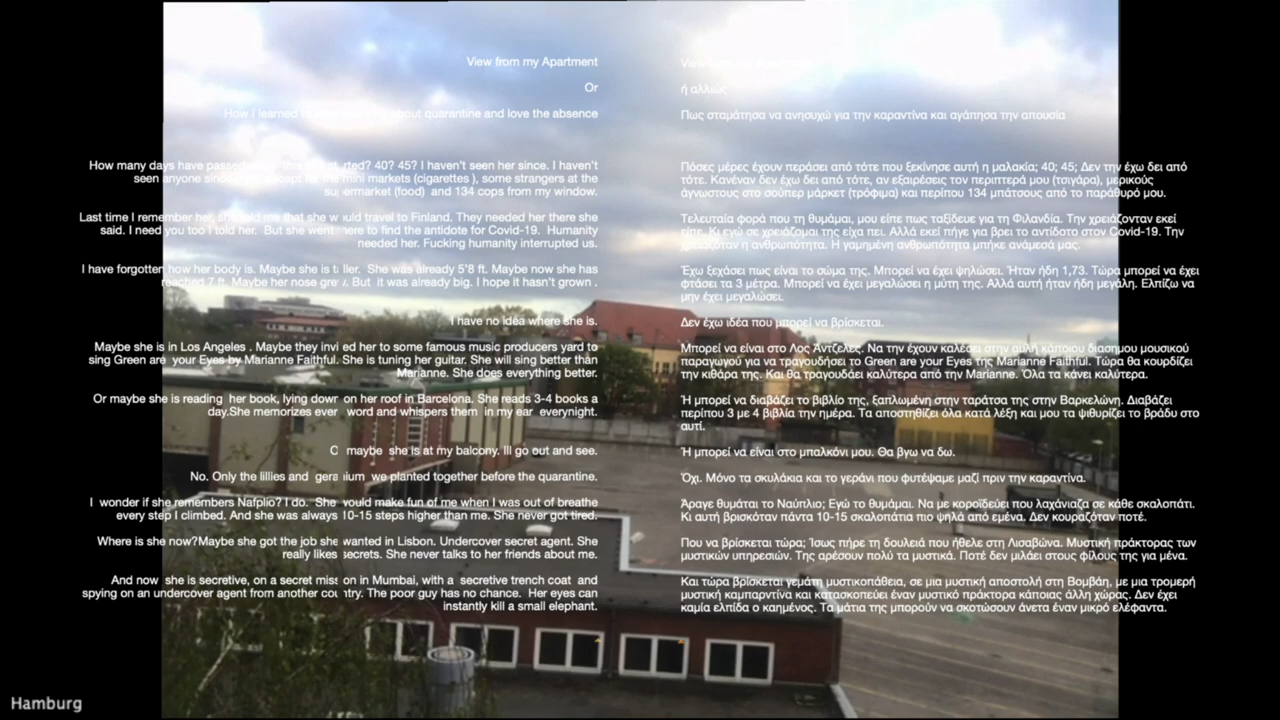 View from my Apartment
Or
How I learned about quarantine and love the absence
How many days have 40? 45? I haven't seen her since. I haven't
seen anyone mini markets (cigarettes ), some strangers at the
(food) and 134 cops from my window.
Last time I remember her, she told me that she would travel to Finland. They needed her there she
said. I need you too I told her. But she went here to find the antidote for Covid-19. Humanity
needed her. Fucking humanity interrupted us.
I have forgotten how her body is. Maybe she is She was already 5'8 ft. Maybe now she has
reached 7 ft. Maybe her nose But it was already big. I hope it hasn't grown .
I have no idea where she is.
Maybe she is in Los Angeles . Maybe they her to some famous music producers yard to
sing Green are your Eyes by Marianne Faithful. She is tuning her guitar. She will sing better than
Marianne. She does everything better.
Or maybe she is reading her book, lying on her roof in Barcelona. She reads 3-4 books a
day.She memorizes word and whispers them in my ear everynight.
maybe she is at my balcony. Ill go out and see.
No. Only the lillies and we planted together before the quarantine.
I wonder if she remembers Nafplio? I do. She would make fun of me when I was out of breathe
every step I climbed. And she was always 10-15 steps higher than me. She never got tired.
Where is she now?Maybe she got the job she wanted in Lisbon. Undercover secret agent. She
really likes secrets. She never talks to her friends about me.
And now she is secretive, on a secret on in Mumbai, with a secretive trench coat and
spying on an undercover agent from another The poor guy has no chance. Her eyes can
instantly kill a small elephant.
View
ή αλλιώς
Πως σταμάτησα να ανησυχώ για την καραντίνα και αγάπησα την απουσία
Πόσες μέρες έχουν περάσει από τότε που ξεκίνησε αυτή η μαλακία; 40; 45; Δεν την έχω δει από
τότε. Κανέναν δεν έχω δει από τότε, αν εξαιρέσεις τον περιπτερά μου (τσιγάρα), μερικούς
άγνωστους στο σούπερ μάρκετ (τρόφιμα) και περίπου 134 μπάτσους από το παράθυρό μου.
Τελευταία φορά που τη θυμάμαι, μου είπε πως ταξίδευε για τη Φιλανδία. Την χρειάζονταν εκεί
είπε. Κι εγώ σε χρειάζομαι της είχα πει. Αλλά εκεί πήγε για βρει το αντίδοτο στον Covid-19. Την
χρειαζόταν η ανθρωπότητα. Η γαμημένη ανθρωπότητα μπήκε ανάμεσά μας.
Έχω ξεχάσει πως είναι το σώμα της. Μπορεί να έχει ψηλώσει. Ήταν ήδη 1,73. Τώρα μπορεί να έχει
φτάσει τα 3 μέτρα. Μπορεί να έχει μεγαλώσει η μύτη της. Αλλά αυτή ήταν ήδη μεγάλη. Ελπίζω να
μην έχει μεγαλώσει.
Δεν έχω ιδέα που μπορεί να βρίσκεται.
Μπορεί να είναι στο Λος Άντζελες. Να την έχουν καλέσει στην αυλή κάποιου διάσημου μουσικού
παραγωγού για να τραγουδήσει το Green are your Eyes της Marianne Faithful. Τώρα θα κουρδίζει
την κιθάρα της. Και θα τραγουδάει καλύτερα από την Marianne. Όλα τα κάνει καλύτερα.
Ή μπορεί να διαβάζει το βιβλίο της, ξαπλωμένη στην ταράτσα της στην Βαρκελώνη. Διαβάζει
περίπου 3 με 4 βιβλία την ημέρα. Τα αποστηθίζει όλα κατά λέξη και μου τα ψιθυρίζει το βράδυ στο
αυτί.
Ή μπορεί να είναι στο μπαλκόνι μου. Θα βγω να δω.
Όχι. Μόνο τα σκυλάκια και το γεράνι που φυτέψαμε μαζί πριν την καραντίνα.
Άραγε θυμάται το Ναύπλιο; Εγώ το θυμάμαι. Να με κοροϊδεύει που λαχάνιαζα σε κάθε σκαλοπάτι.
Κι αυτή βρισκόταν πάντα 10-15 σκαλοπάτια πιο ψηλά από εμένα. Δεν κουραζόταν ποτέ.
Που να βρίσκεται τώρα; Ίσως πήρε τη δουλειά που ήθελε στη Λισαβώνα. Μυστική πράκτορας των
μυστικών υπηρεσιών. Της αρέσουν πολύ τα μυστικά. Ποτέ δεν μιλάει στους φίλους της για μένα.
Και τώρα βρίσκεται γεμάτη μυστικοπάθεια, σε μια μυστική αποστολή στη Βομβάη, με μια τρομερή
μυστική καμπαρντίνα και κατασκοπεύει έναν μυστικό πράκτορα κάποιας άλλη χώρας. Δεν έχει
καμία ελπίδα ο καημένος. Τα μάτια της μπορούν να σκοτώσουν άνετα έναν μικρό ελέφαντα.
Hamburg